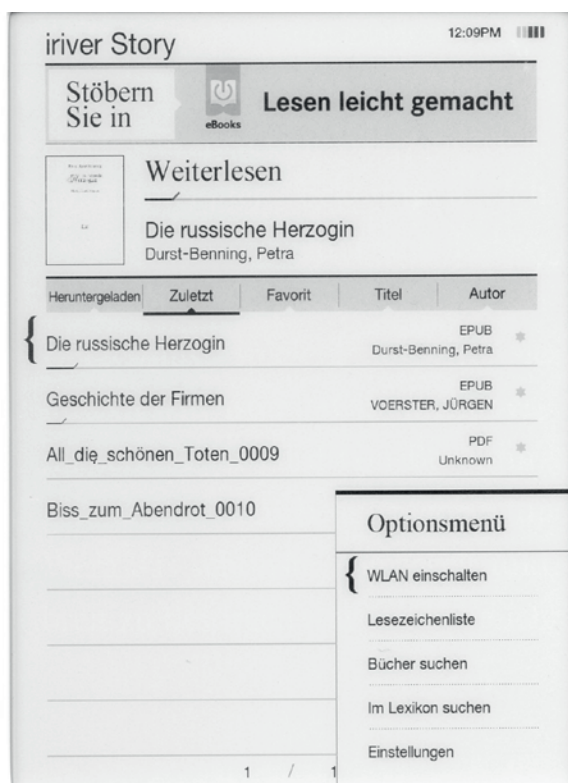 iriver Story
12:09PM
Stöbern
Sie in
eBooks
Lesen leicht gemacht
Weiterlesen
Die russische Herzogin
Durst-Benning, Petra
Heruntergeladen Zuletzt Favorit Titel Autor
Die russische Herzogin
EPUB
Durst-Benning, Petra
Geschichte der Firmen
EPUB
VOERSTER, JÜRGEN
All_die_schönen_Toten_0009
PDF
Unknown
Biss_zum_Abendrot_0010
Optionsmenü
WLAN einschalten
Lesezeichenliste
Bücher suchen
Im Lexikon suchen
Einstellungen
1 / 1